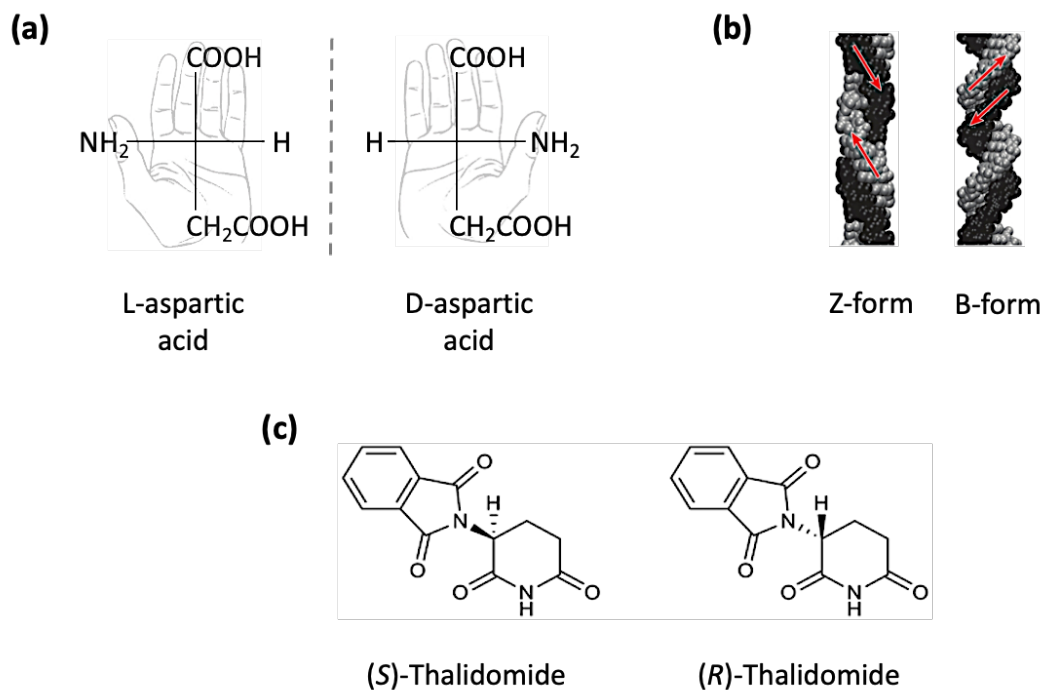 (a)
COOH
NH₂
H
CH₂COOH
L-aspartic
acid
COOH
H
NH₂
CH₂COOH
D-aspartic
acid
(b)
Z-form
B-form
(c)
O
H
N
O
O
N
H
O
(S)-Thalidomide
O
H
N
O
O
N
H
O
(R)-Thalidomide